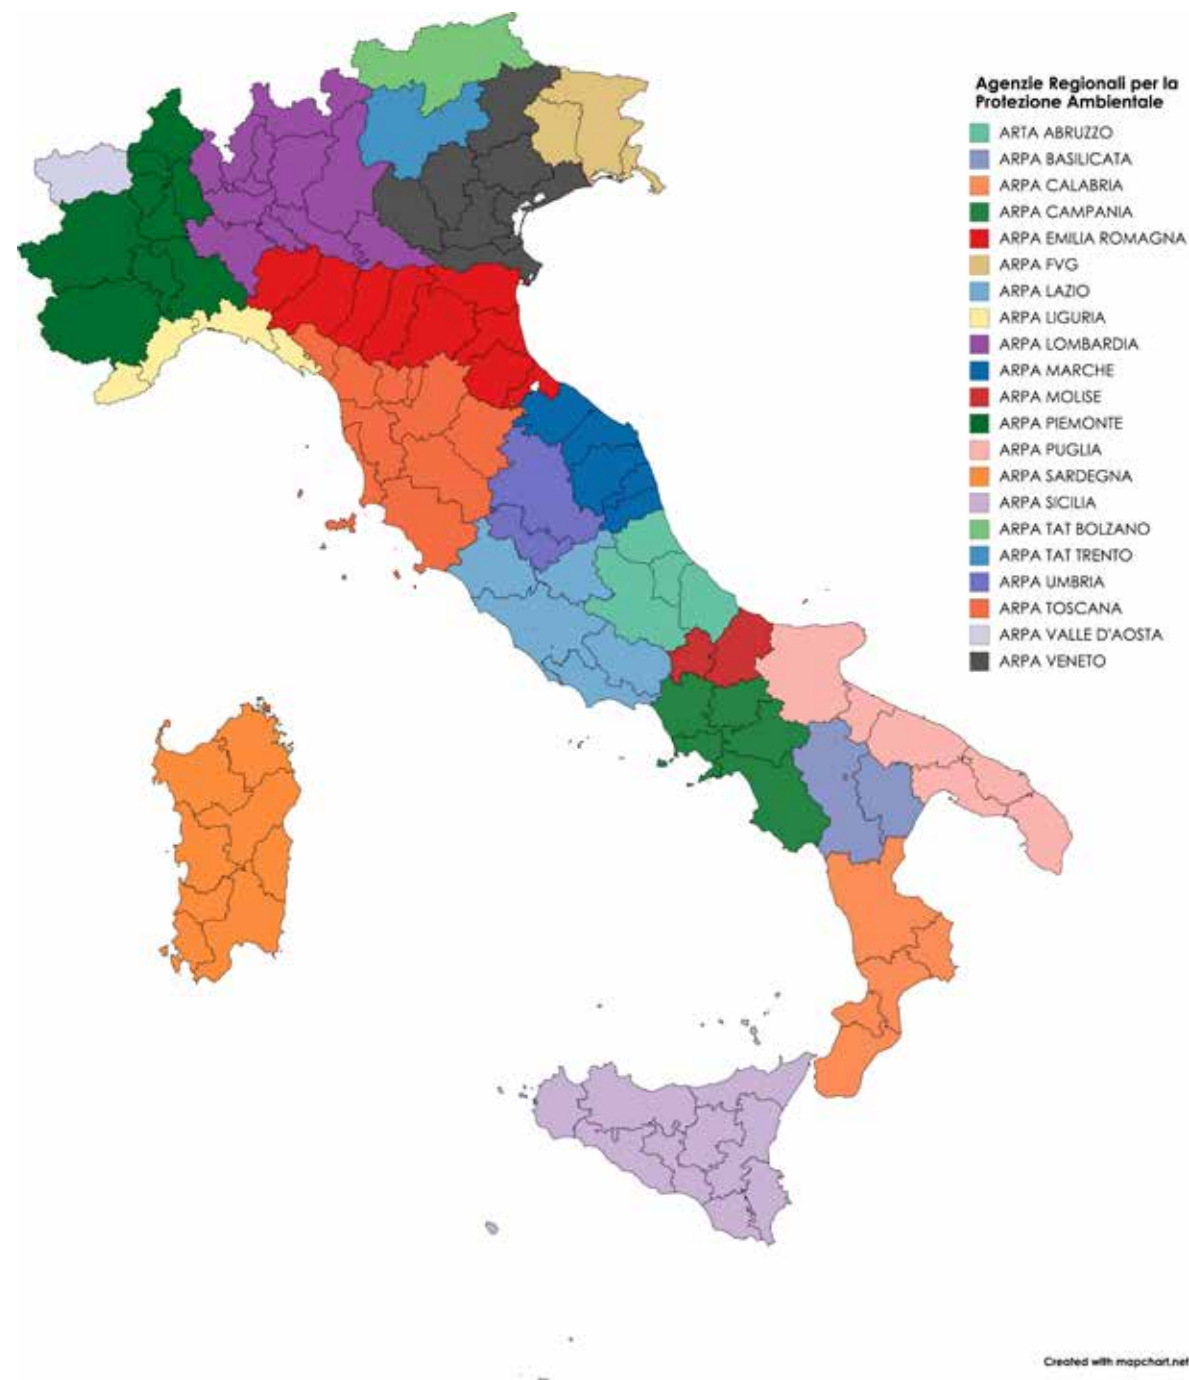 Agenzie Regionali per la
Protezione Ambientale
ARTA ABRUZZO
ARPA BASILICATA
ARPA CALABRIA
ARPA CAMPANIA
ARPA EMILIA ROMAGNA
ARPA FVG
ARPA LAZIO
ARPA LIGURIA
ARPA LOMBARDIA
ARPA MARCHE
ARPA MOLISE
ARPA PIEMONTE
ARPA PUGLIA
ARPA SARDEGNA
ARPA SICILIA
ARPA TAT BOLZANO
ARPA TAT TRENTO
ARPA UMBRIA
ARPA TOSCANA
ARPA VALLE D'AOSTA
ARPA VENETO
Created with mapchart.net